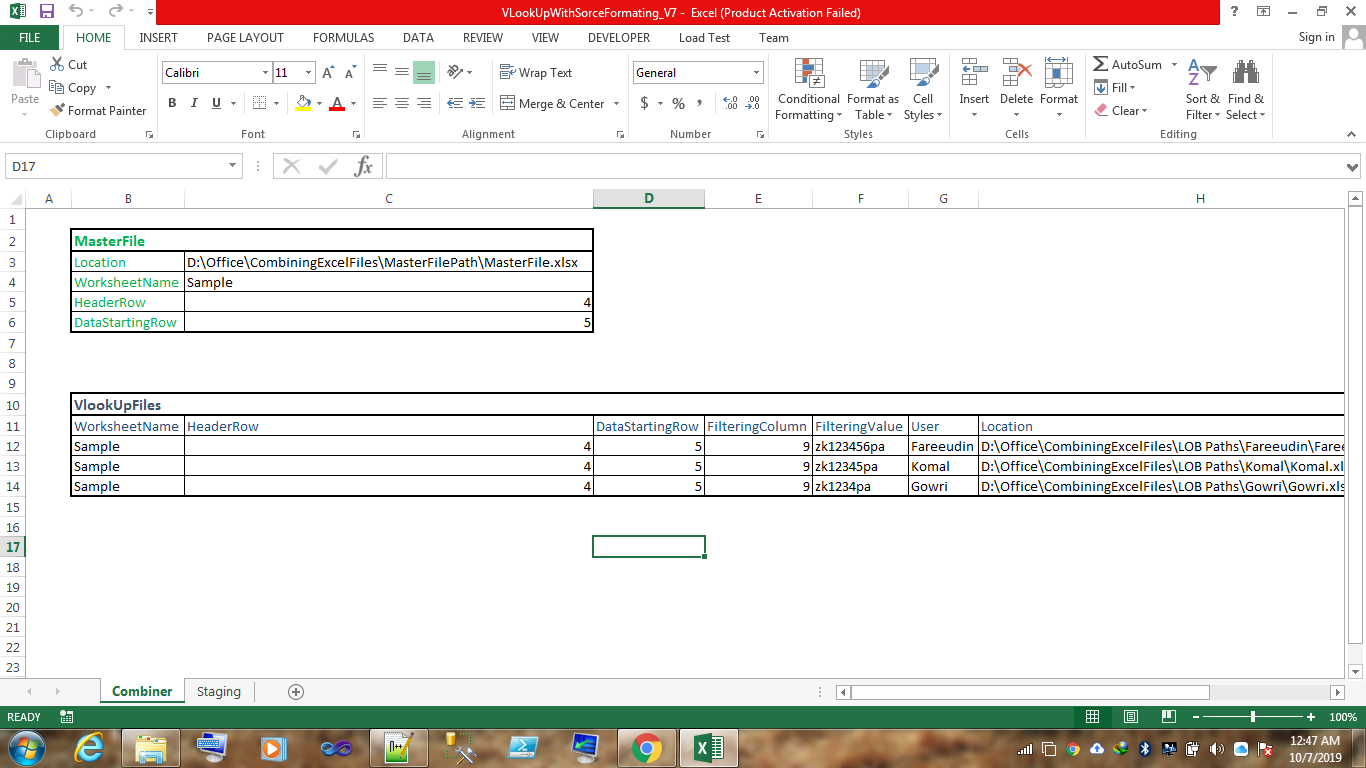 VLookUpWithSorceFormating_V7 - Excel (Product Activation Failed)
FILE HOME INSERT PAGE LAYOUT FORMULAS DATA REVIEW VIEW DEVELOPER Load Test Team Sign in
Paste
Cut
Copy
Format Painter
Clipboard
Calibri 11
B I U
Font
Wrap Text
Merge & Center
Alignment
General
$ % ,
Number
Conditional Formatting
Format as Table
Cell Styles
Styles
Insert Delete Format
Cells
AutoSum
Fill
Clear
Sort & Filter
Find & Select
Editing
D17
fx
A B C D E F G H
1
2 MasterFile
3 Location D:\Office\CombiningExcelFiles\MasterFilePath\MasterFile.xlsx
4 WorksheetName Sample
5 HeaderRow 4
6 DataStartingRow 5
7
8
9
10 VlookUpFiles
11 WorksheetName HeaderRow DataStartingRow FilteringColumn FilteringValue User Location
12 Sample 4 5 9 zk123456pa Fareeudin D:\Office\CombiningExcelFiles\LOB Paths\Fareeudin\Faree
13 Sample 4 5 9 zk12345pa Komal D:\Office\CombiningExcelFiles\LOB Paths\Komal\Komal.xl
14 Sample 4 5 9 zk1234pa Gowri D:\Office\CombiningExcelFiles\LOB Paths\Gowri\Gowri.xls
15
16
17
18
19
20
21
22
23
Combiner Staging
READY 100%
12:47 AM
10/7/2019